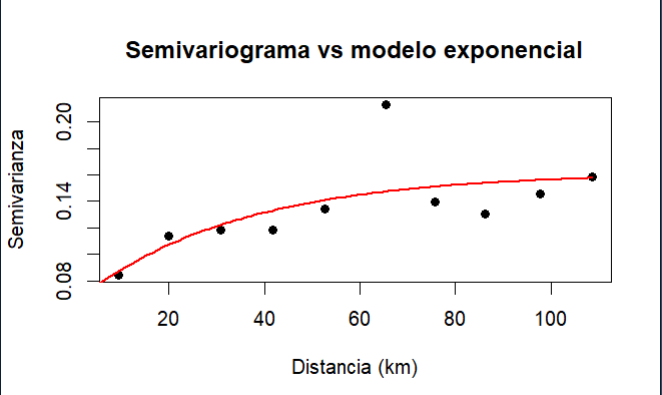 Semivariograma vs modelo exponencial
Semivarianza
0.20
0.14
0.08
20 40 60 80 100
Distancia (km)